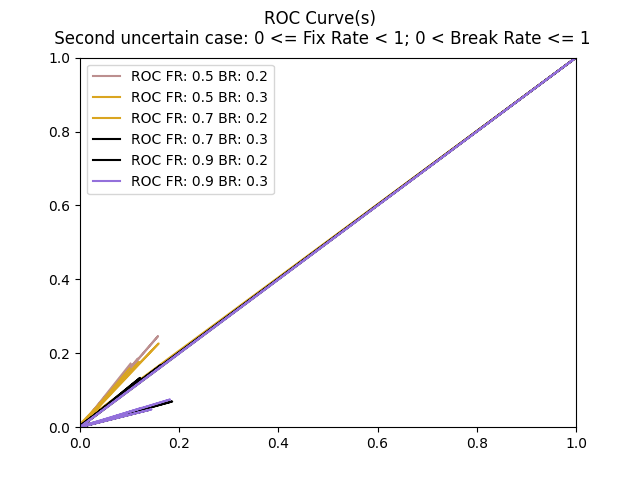 ROC Curve(s)
Second uncertain case: 0 <= Fix Rate < 1; 0 < Break Rate <= 1
1.0
0.8
0.6
0.4
0.2
0.0
ROC FR: 0.5 BR: 0.2
ROC FR: 0.5 BR: 0.3
ROC FR: 0.7 BR: 0.2
ROC FR: 0.7 BR: 0.3
ROC FR: 0.9 BR: 0.2
ROC FR: 0.9 BR: 0.3
0.0 0.2 0.4 0.6 0.8 1.0